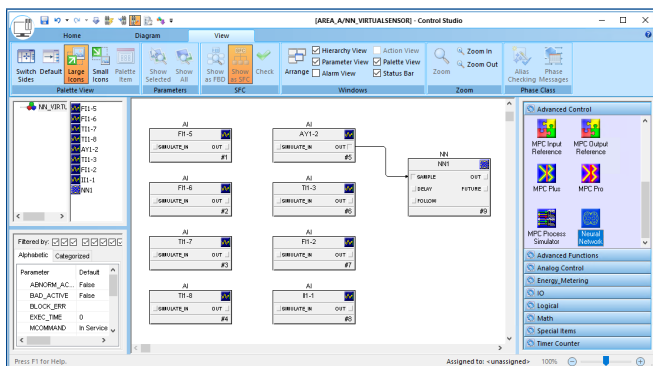 [AREA_A/NN_VIRTUALSENSOR] - Control Studio
Home Diagram View
Switch Sides
Default
Large Icons
Small Icons
Palette Item
Palette View
Show Selected
Show All
Parameters
Show as FBD
Show as SFC
Check
SFC
Arrange
Hierarchy View
Parameter View
Alarm View
Action View
Palette View
Status Bar
Windows
Zoom
Zoom In
Zoom Out
Zoom
Alias Checking
Phase Messages
Phase Class
NN_VIRTU
FI1-5
FI1-6
TI1-7
TI1-8
AY1-2
TI1-3
FI1-2
TI1-1
NN1
Filtered by:
Alphabetic Categorized
Parameter Default
ABNORM_AC... False
BAD_ACTIVE False
BLOCK_ERR
EXEC_TIME 0
MCOMMAND In Service
AI
FI1-5
SIMULATE_IN OUT
#1
AI
FI1-6
SIMULATE_IN OUT
#2
AI
TI1-7
SIMULATE_IN OUT
#3
AI
TI1-8
SIMULATE_IN OUT
#4
AI
AY1-2
SIMULATE_IN OUT
#5
AI
TI1-3
SIMULATE_IN OUT
#6
AI
FI1-2
SIMULATE_IN OUT
#7
AI
II1-1
SIMULATE_IN OUT
#8
NN
NN1
SAMPLE OUT
DELAY FUTURE
FOLLOW
#9
Advanced Control
MPC Input Reference
MPC Output Reference
MPC Plus
MPC Pro
MPC Process Simulator
Neural Network
Advanced Functions
Analog Control
Energy_Metering
IO
Logical
Math
Special Items
Timer Counter
Press F1 for Help.
Assigned to: <unassigned> 100%